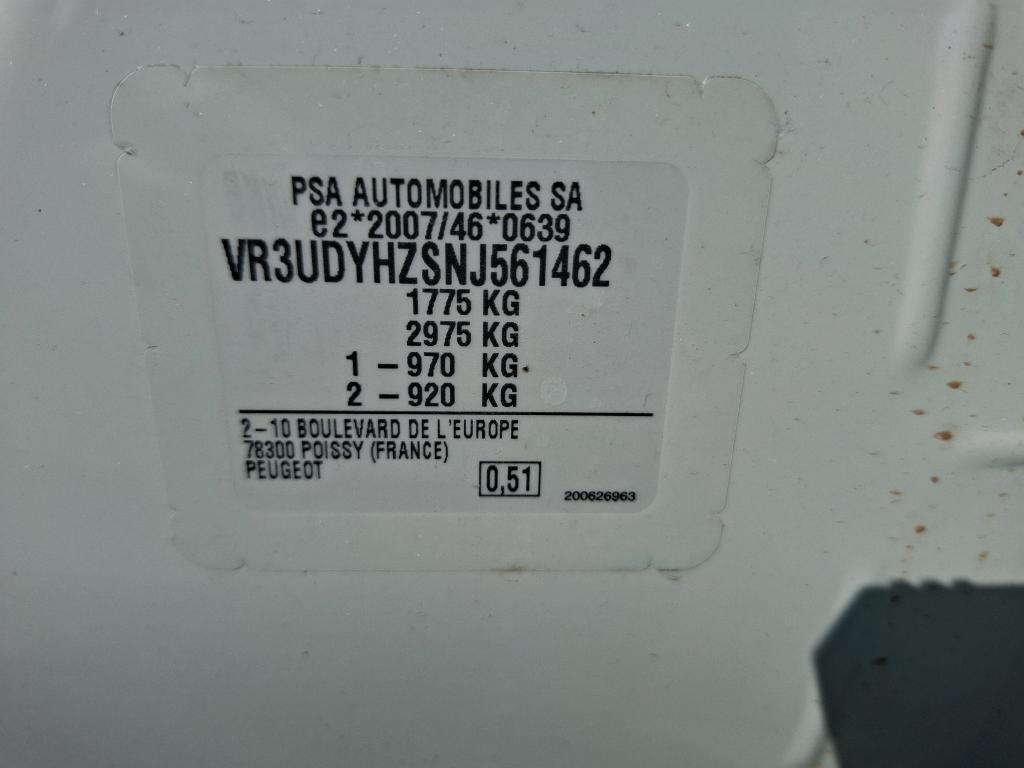 PSA AUTOMOBILES SA
e2*2007/46*0639
VR3UDYHZSNJ561462
1775 KG
2975 KG
1 – 970 KG
2 – 920 KG
2–10 BOULEVARD DE L'EUROPE
78300 POISSY (FRANCE)
PEUGEOT
0,51
200626963